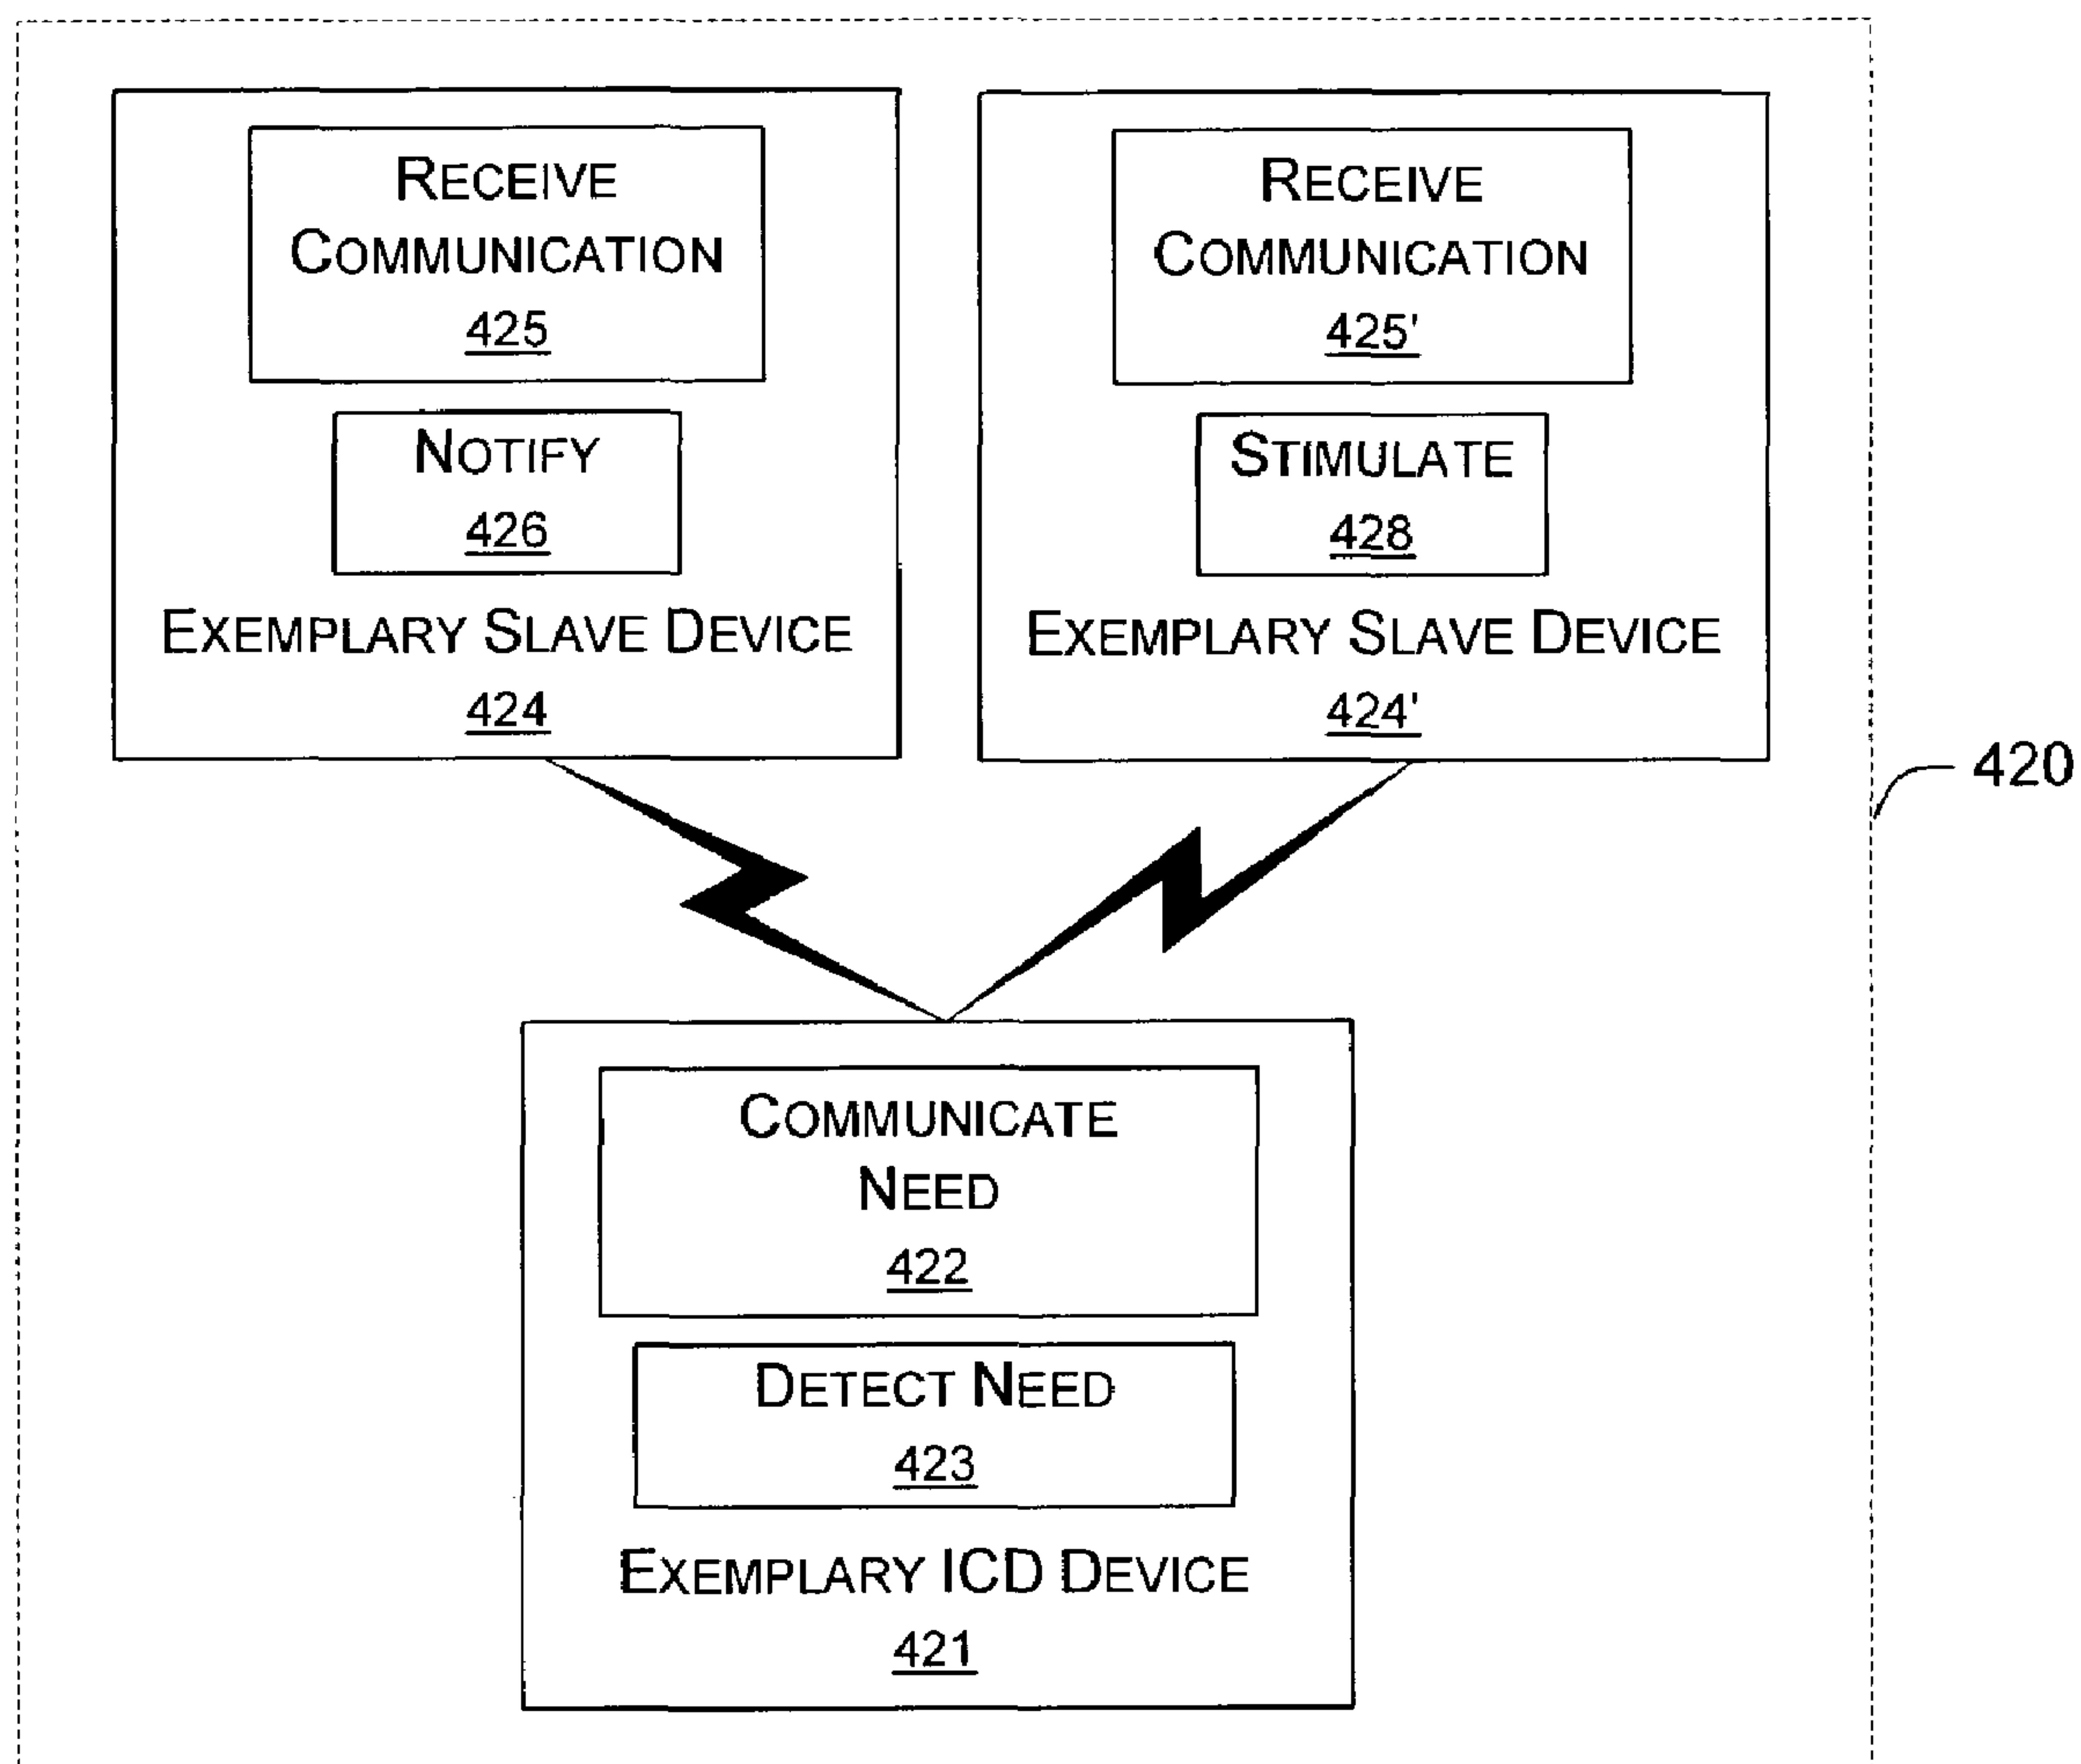 RECEIVE
COMMUNICATION
425
NOTIFY
426
EXEMPLARY SLAVE DEVICE
424
RECEIVE
COMMUNICATION
425'
STIMULATE
428
EXEMPLARY SLAVE DEVICE
424'
420
COMMUNICATE
NEED
422
DETECT NEED
423
EXEMPLARY ICD DEVICE
421